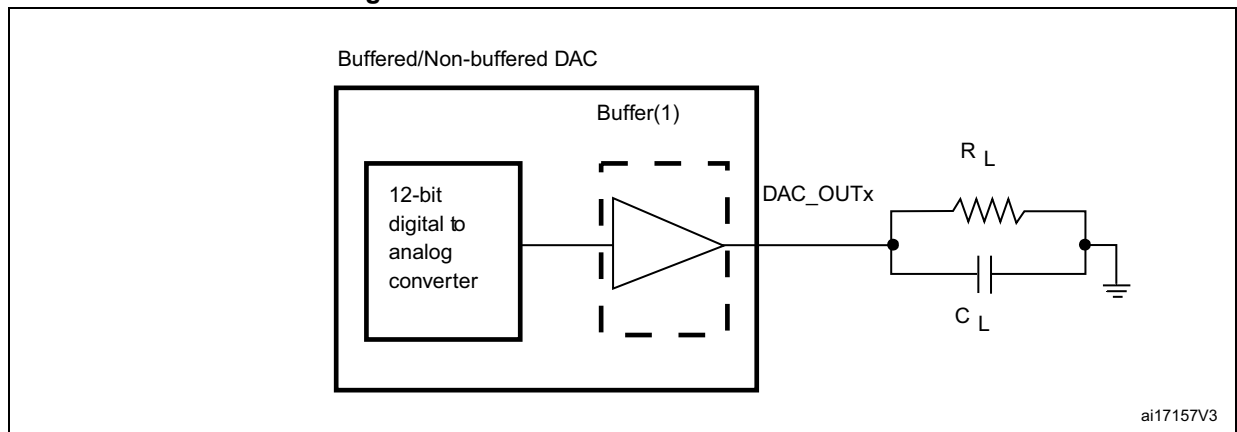 Buffered/Non-buffered DAC
Buffer(1)
12-bit
digital to
analog
converter
DAC_OUTx
R L
C L
ai17157V3